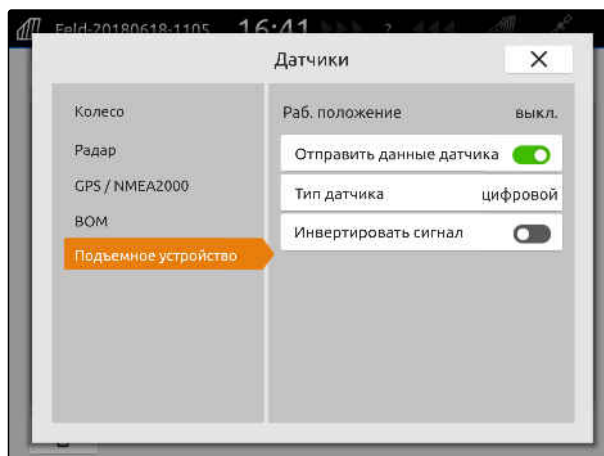 Feld-20180618-1105 16:41 2
Датчики
Колесо
Радар
GPS / NMEA2000
ВОМ
Подъемное устройство
Раб. положение выкл.
Отправить данные датчика
Тип датчика цифровой
Инвертировать сигнал